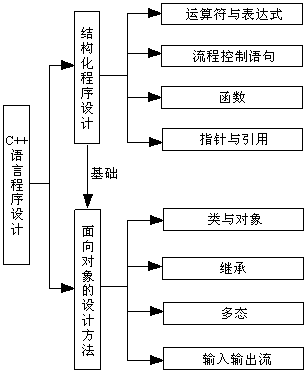 C++语言程序设计
结构化程序设计
运算符与表达式
流程控制语句
函数
指针与引用
基础
面向对象的设计方法
类与对象
继承
多态
输入输出流